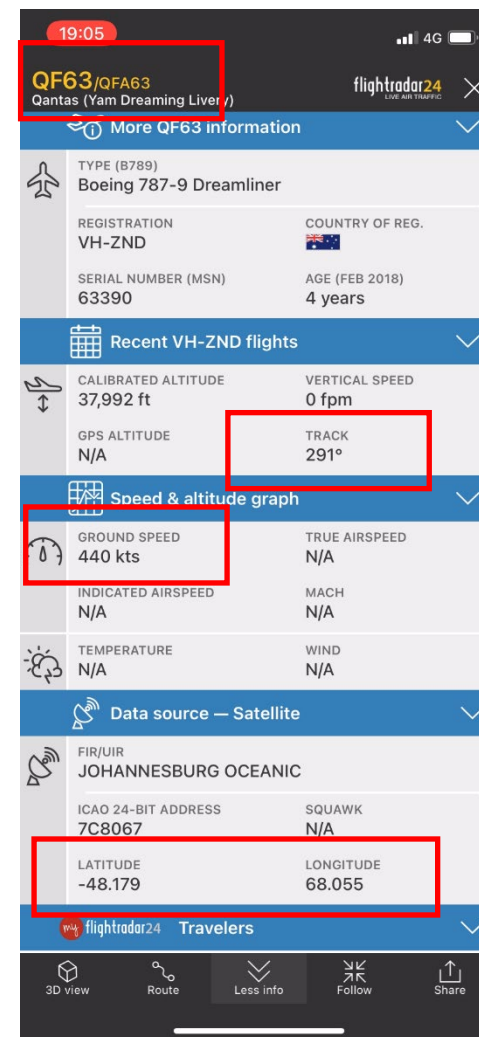 19:05
4G
QF63/QFA63
Qantas (Yam Dreaming Livery)
flightradar24
LIVE AIR TRAFFIC
More QF63 information
TYPE (B789)
Boeing 787-9 Dreamliner
REGISTRATION COUNTRY OF REG.
VH-ZND
SERIAL NUMBER (MSN) AGE (FEB 2018)
63390 4 years
Recent VH-ZND flights
CALIBRATED ALTITUDE VERTICAL SPEED
37,992 ft 0 fpm
GPS ALTITUDE TRACK
N/A 291°
Speed & altitude graph
GROUND SPEED TRUE AIRSPEED
440 kts N/A
INDICATED AIRSPEED MACH
N/A N/A
TEMPERATURE WIND
N/A N/A
Data source — Satellite
FIR/UIR
JOHANNESBURG OCEANIC
ICAO 24-BIT ADDRESS SQUAWK
7C8067 N/A
LATITUDE LONGITUDE
-48.179 68.055
my flightradar24 Travelers
3D view Route Less info Follow Share